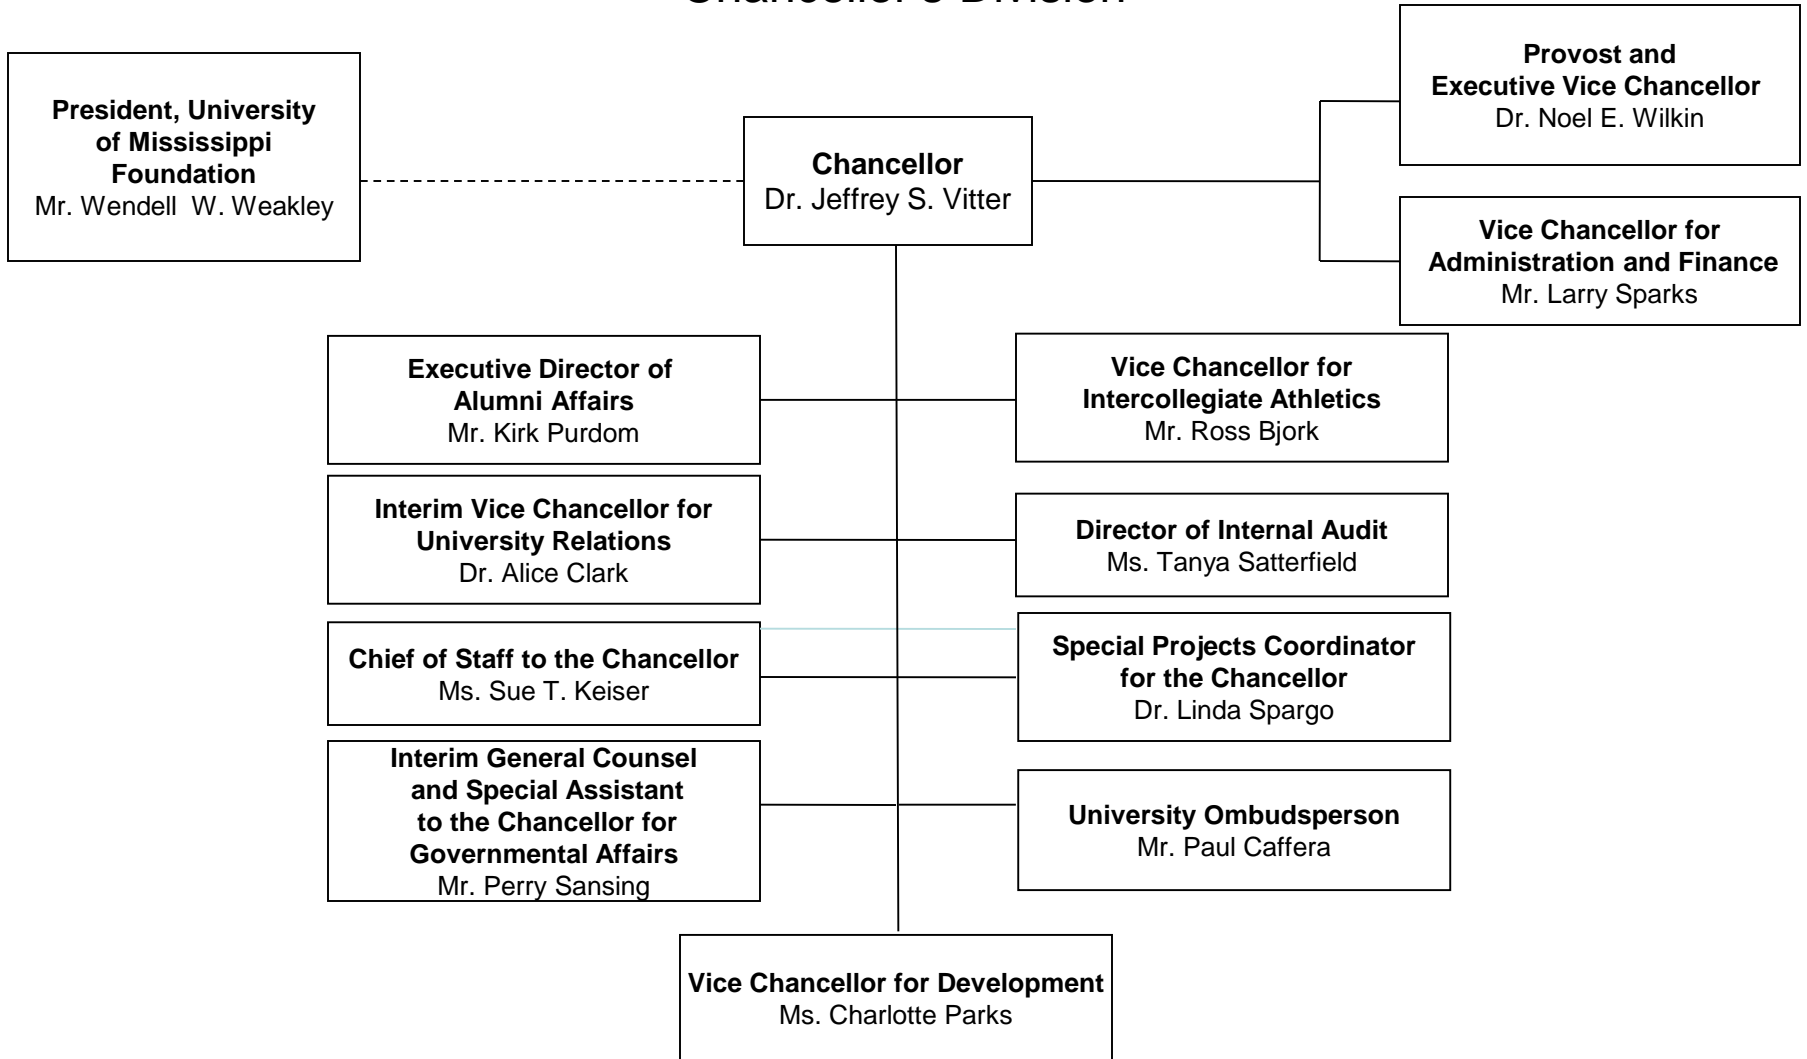 Chancellor's Division
President, University
of Mississippi
Foundation
Mr. Wendell W. Weakley
Chancellor
Dr. Jeffrey S. Vitter
Provost and
Executive Vice Chancellor
Dr. Noel E. Wilkin
Vice Chancellor for
Administration and Finance
Mr. Larry Sparks
Executive Director of
Alumni Affairs
Mr. Kirk Purdom
Vice Chancellor for
Intercollegiate Athletics
Mr. Ross Bjork
Interim Vice Chancellor for
University Relations
Dr. Alice Clark
Director of Internal Audit
Ms. Tanya Satterfield
Chief of Staff to the Chancellor
Ms. Sue T. Keiser
Special Projects Coordinator
for the Chancellor
Dr. Linda Spargo
Interim General Counsel
and Special Assistant
to the Chancellor for
Governmental Affairs
Mr. Perry Sansing
University Ombudsperson
Mr. Paul Caffera
Vice Chancellor for Development
Ms. Charlotte Parks